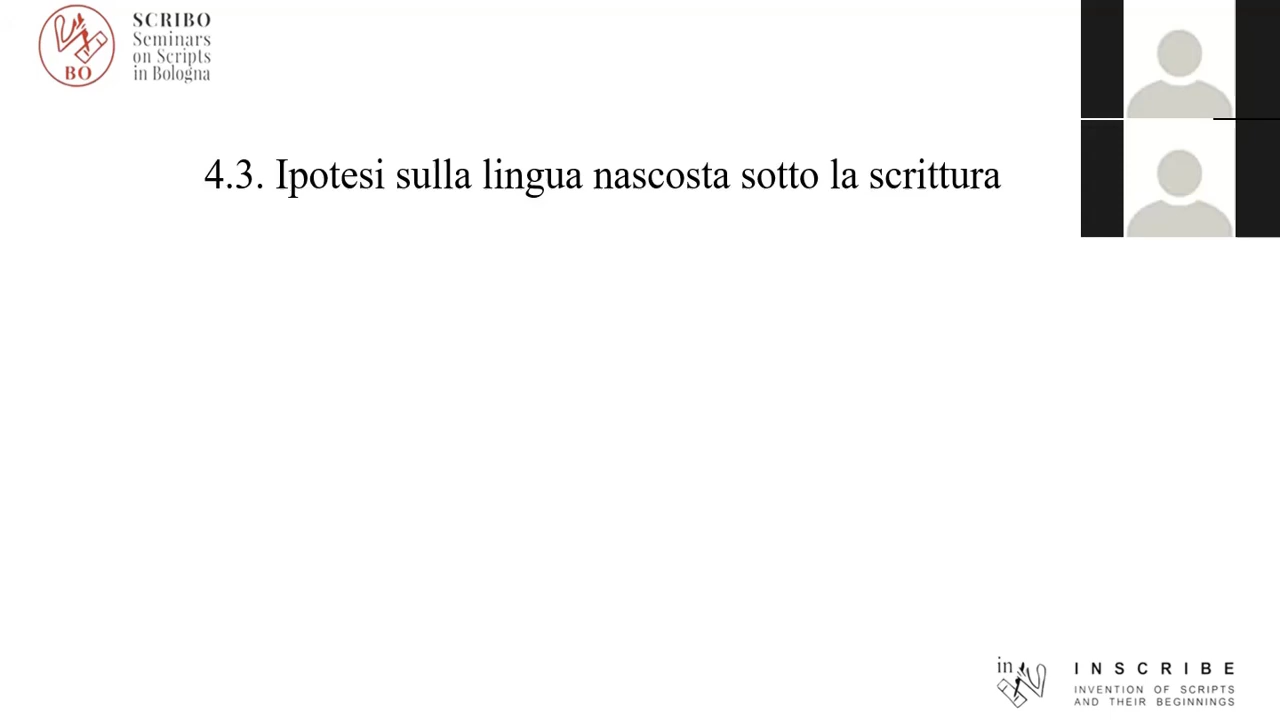 SCRIBO
Seminars
on Scripts
in Bologna
BO
4.3. Ipotesi sulla lingua nascosta sotto la scrittura
in
INSCRIBE
INVENTION OF SCRIPTS
AND THEIR BEGINNINGS